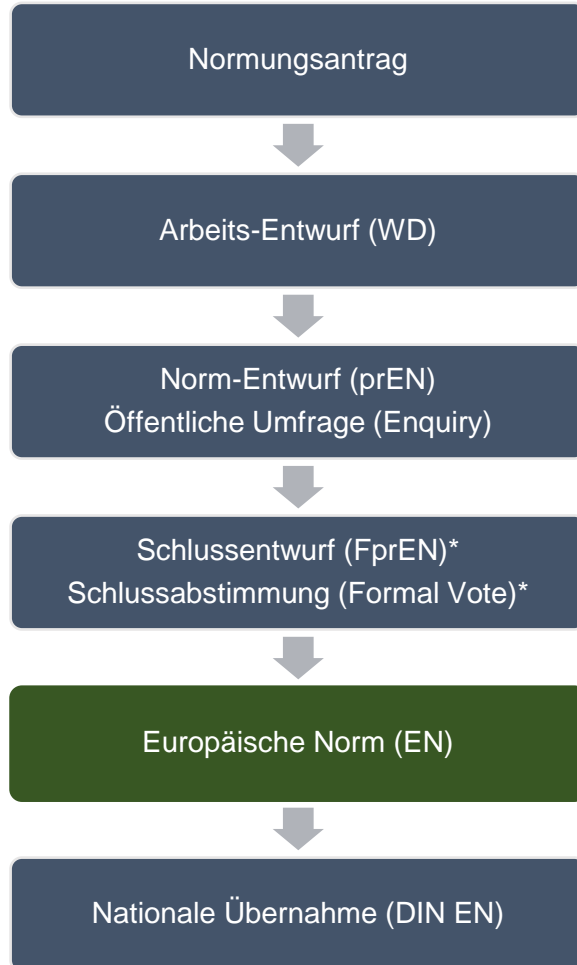 Normungsantrag
Arbeits-Entwurf (WD)
Norm-Entwurf (prEN)
Öffentliche Umfrage (Enquiry)
Schlussentwurf (FprEN)*
Schlussabstimmung (Formal Vote)*
Europäische Norm (EN)
Nationale Übernahme (DIN EN)